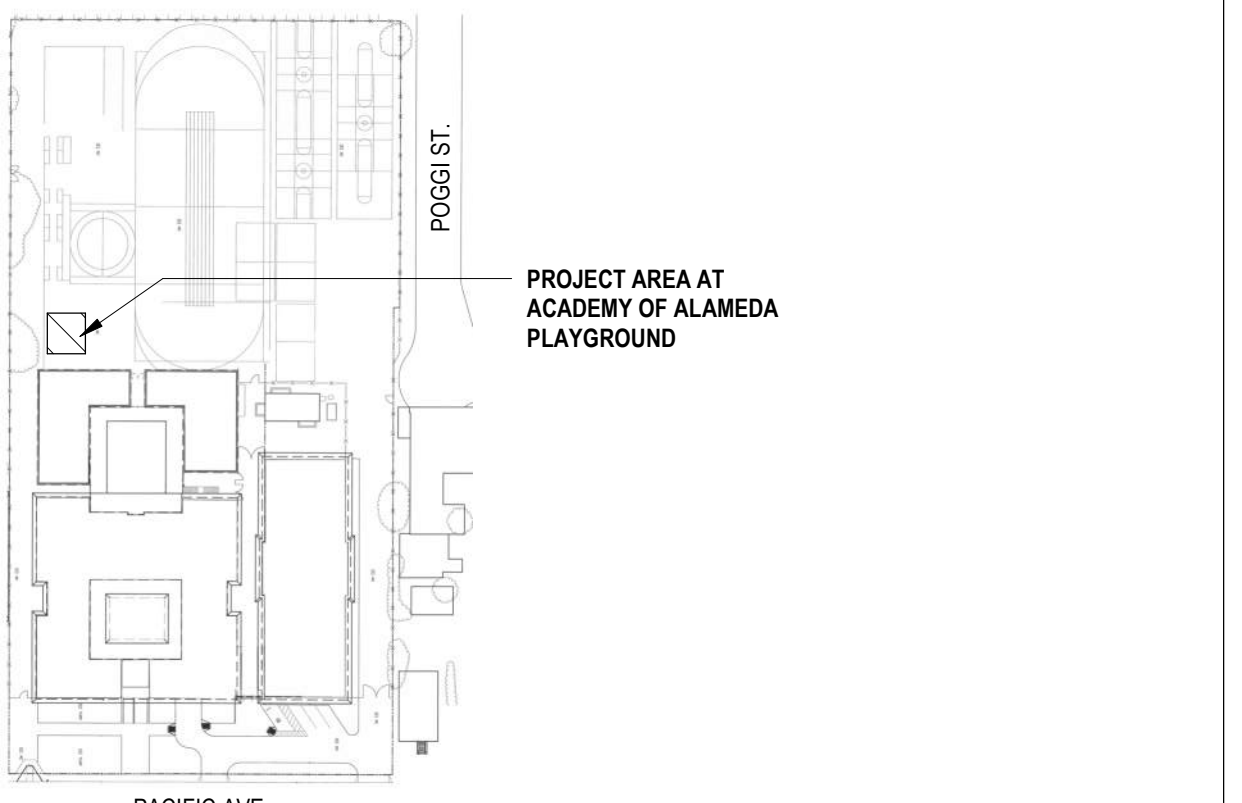 POGGI ST.
PROJECT AREA AT
ACADEMY OF ALAMEDA
PLAYGROUND
PACIFIC AVE